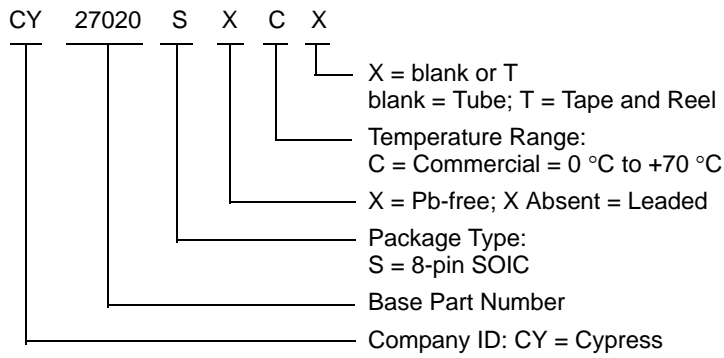 CY 27020 S X C X
X = blank or T
blank = Tube; T = Tape and Reel
Temperature Range:
C = Commercial = 0 °C to +70 °C
X = Pb-free; X Absent = Leaded
Package Type:
S = 8-pin SOIC
Base Part Number
Company ID: CY = Cypress